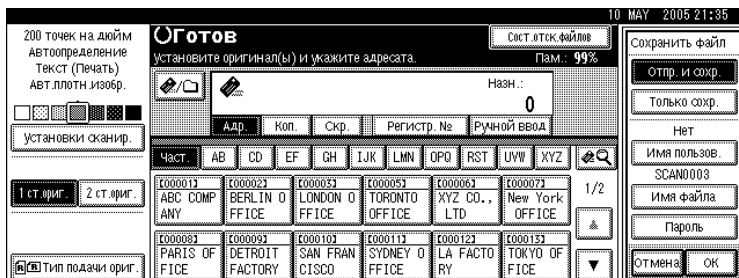 10 MAY 2005 21:35
200 точек на дюйм
Автоопределение
Текст (Печать)
Авт.плотн.изобр.
Установки сканир.
1 ст.ориг.
2 ст.ориг.
Тип подачи ориг.
Готов
Сост.отск.файлов
Установите оригинал(ы) и укажите адресата.
Пам.: 99%
Назн.:
0
Адр.
Коп.
Скр.
Регистр. №
Ручной ввод
Част.
AB
CD
EF
GH
IJK
LMN
OPQ
RST
UVW
XYZ
[00001]
ABC COMP
ANY
[00002]
BERLIN O
FFICE
[00003]
LONDON O
FFICE
[00005]
TORONTO
OFFICE
[00006]
XYZ CO.,
LTD
[00007]
New York
OFFICE
1/2
[00008]
PARIS OF
FICE
[00009]
DETROIT
FACTORY
[00010]
SAN FRAN
CISCO
[00011]
SYDNEY O
FFICE
[00012]
LA FACTO
RY
[00013]
TOKYO OF
FICE
Сохранить файл
Отпр. и сохр.
Только сохр.
Нет
Имя пользов.
SCAN0003
Имя файла
Пароль
Отмена
OK